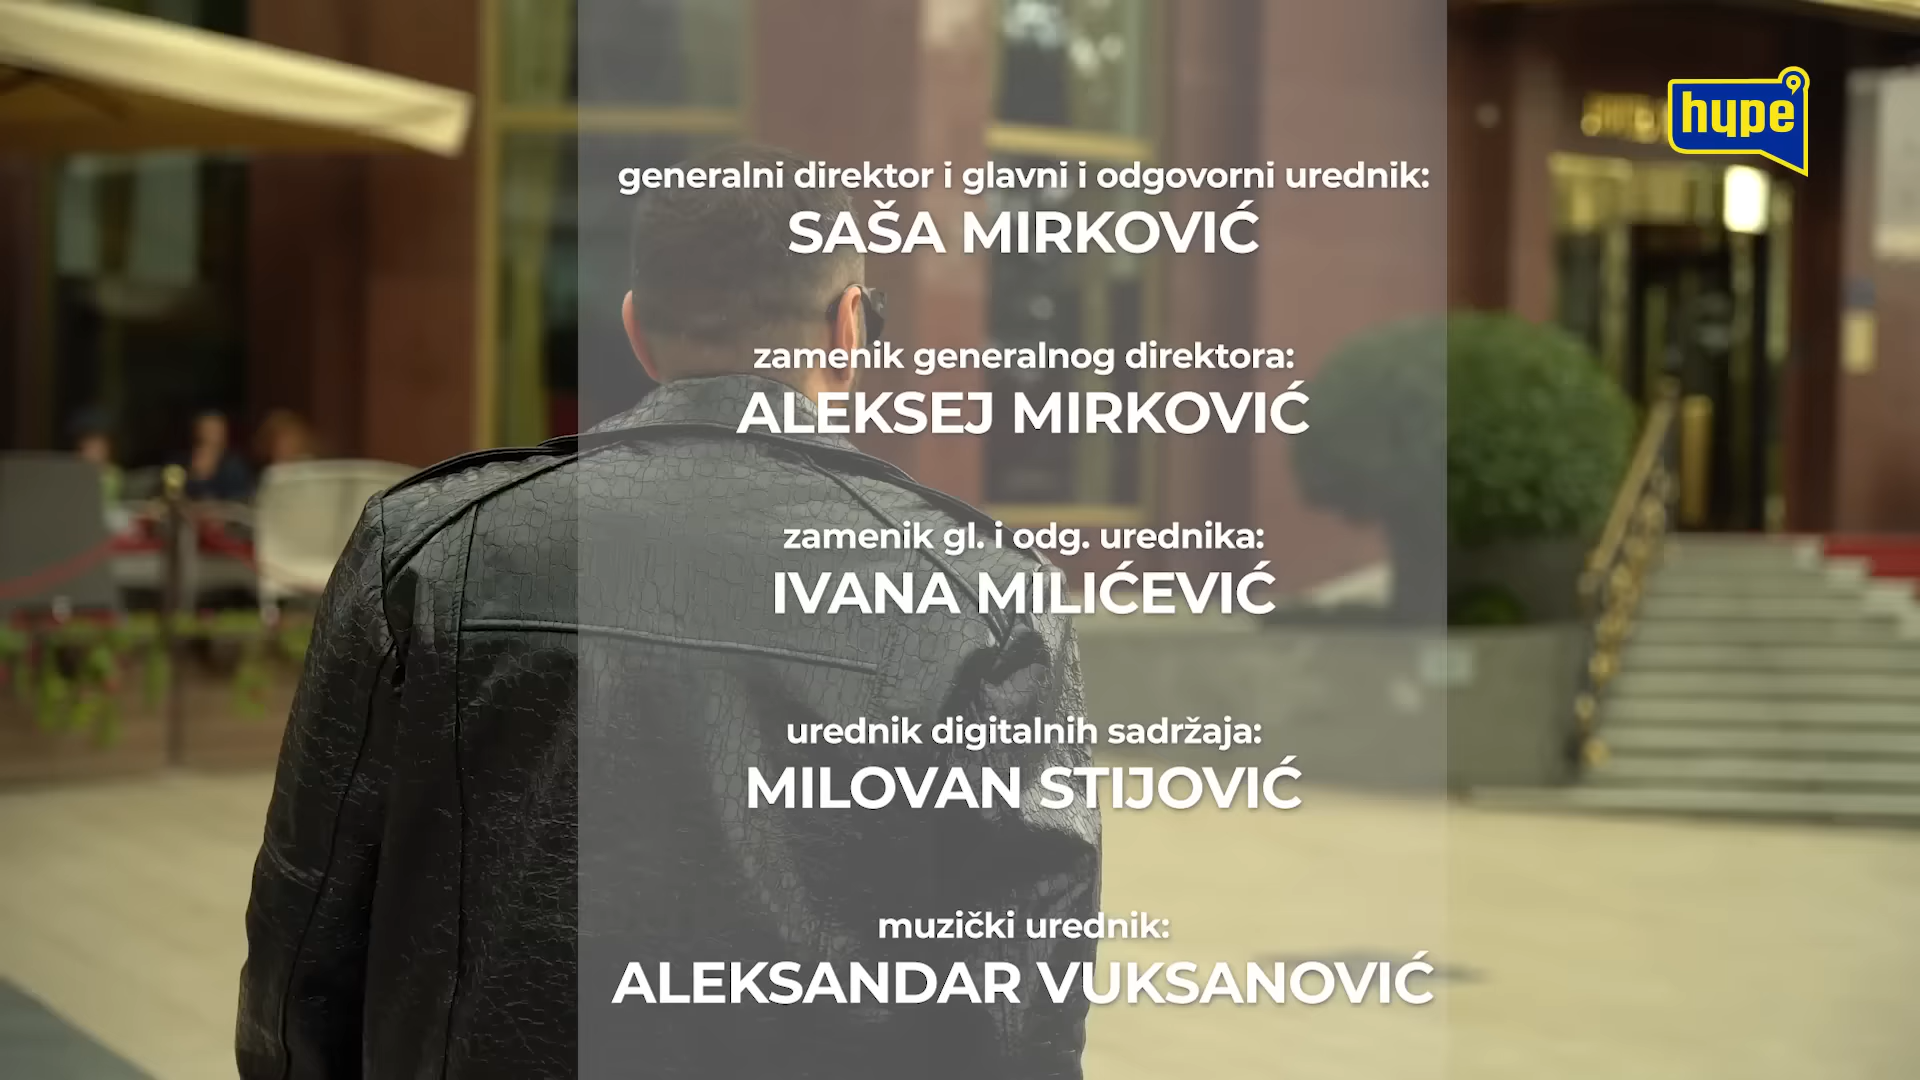 hype
generalni direktor i glavni i odgovorni urednik:
SAŠA MIRKOVIĆ
zamenik generalnog direktora:
ALEKSEJ MIRKOVIĆ
zamenik gl. i odg. urednika:
IVANA MILIĆEVIĆ
urednik digitalnih sadržaja:
MILOVAN STIJOVIĆ
muzički urednik:
ALEKSANDAR VUKSANOVIĆ